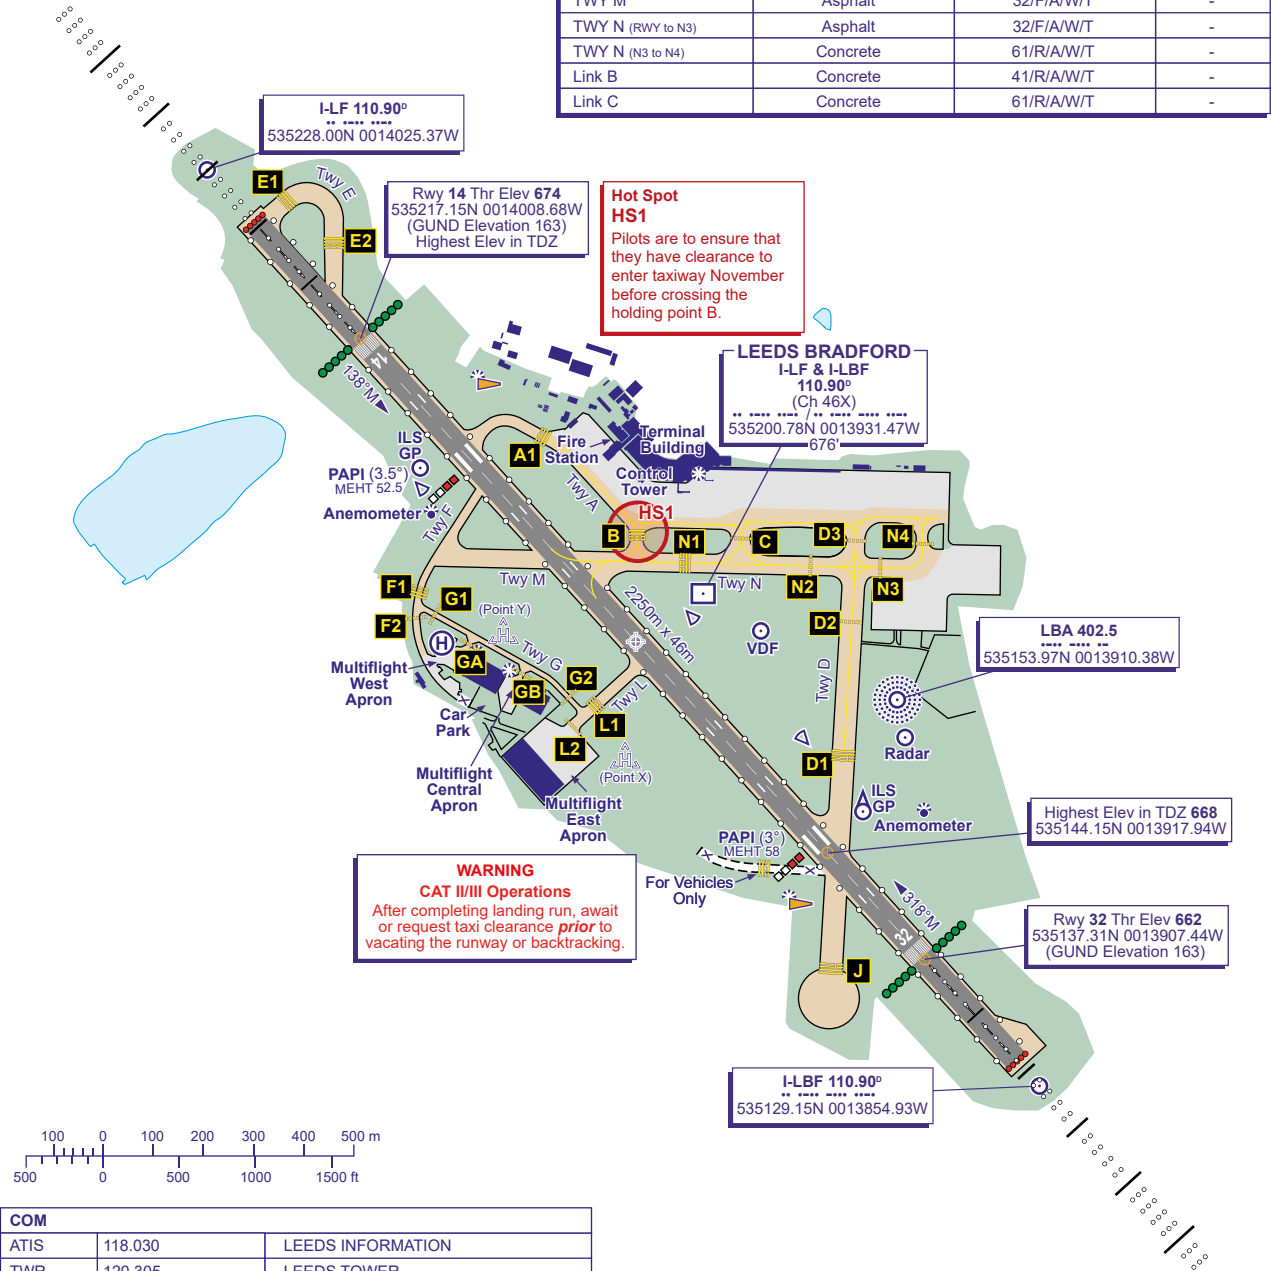 TWY M Asphalt 32/F/A/W/T -
TWY N (RWY to N3) Asphalt 32/F/A/W/T -
TWY N (N3 to N4) Concrete 61/R/A/W/T -
Link B Concrete 41/R/A/W/T -
Link C Concrete 61/R/A/W/T -
I-LF 110.90ᴰ
535228.00N 0014025.37W
E1
Twy E
E2
Rwy 14 Thr Elev 674
535217.15N 0014008.68W
(GUND Elevation 163)
Highest Elev in TDZ
Hot Spot
HS1
Pilots are to ensure that
they have clearance to
enter taxiway November
before crossing the
holding point B.
LEEDS BRADFORD
I-LF & I-LBF
110.90ᴰ
(Ch 46X)
535200.78N 0013931.47W
676'
14
138°M
ILS
GP
PAPI (3.5°)
MEHT 52.5
Anemometer
Twy F
A1
Fire
Station
Terminal
Building
Control
Tower
Twy A
HS1
B
N1
C
D3
N4
Twy M
Twy N
N2
N3
F1
G1
F2
(Point Y)
H
H
2250m x 46m
VDF
D2
Twy D
LBA 402.5
535153.97N 0013910.38W
Multiflight
West
Apron
GA
Twy G
GB
G2
Twy L
L1
L2
X
Car
Park
H
(Point X)
Multiflight
Central
Apron
Multiflight
East
Apron
Radar
D1
ILS
GP
Anemometer
Highest Elev in TDZ 668
535144.15N 0013917.94W
PAPI (3°)
MEHT 58
X
X
For Vehicles
Only
WARNING
CAT II/III Operations
After completing landing run, await
or request taxi clearance prior to
vacating the runway or backtracking.
318°M
32
Rwy 32 Thr Elev 662
535137.31N 0013907.44W
(GUND Elevation 163)
J
I-LBF 110.90ᴰ
535129.15N 0013854.93W
100 0 100 200 300 400 500 m
500 0 500 1000 1500 ft
COM
ATIS 118.030 LEEDS INFORMATION
TWR 120.305 LEEDS TOWER